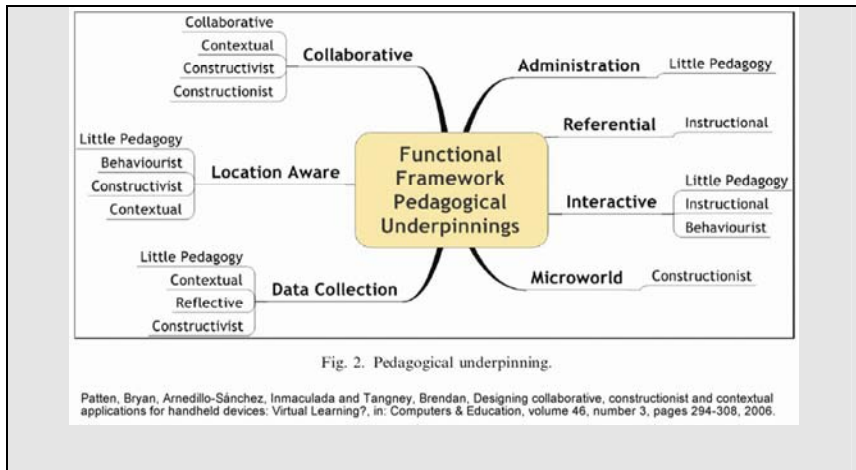 Collaborative
Contextual
Constructivist
Constructionist
Collaborative
Little Pedagogy
Behaviourist
Constructivist
Contextual
Location Aware
Little Pedagogy
Contextual
Reflective
Constructivist
Data Collection
Functional
Framework
Pedagogical
Underpinnings
Administration
Little Pedagogy
Referential
Instructional
Interactive
Little Pedagogy
Instructional
Behaviourist
Microworld
Constructionist
Fig. 2. Pedagogical underpinning.
Patten, Bryan, Arnedillo-Sánchez, Inmaculada and Tangney, Brendan, Designing collaborative, constructionist and contextual
applications for handheld devices: Virtual Learning?, in: Computers & Education, volume 46, number 3, pages 294-308, 2006.